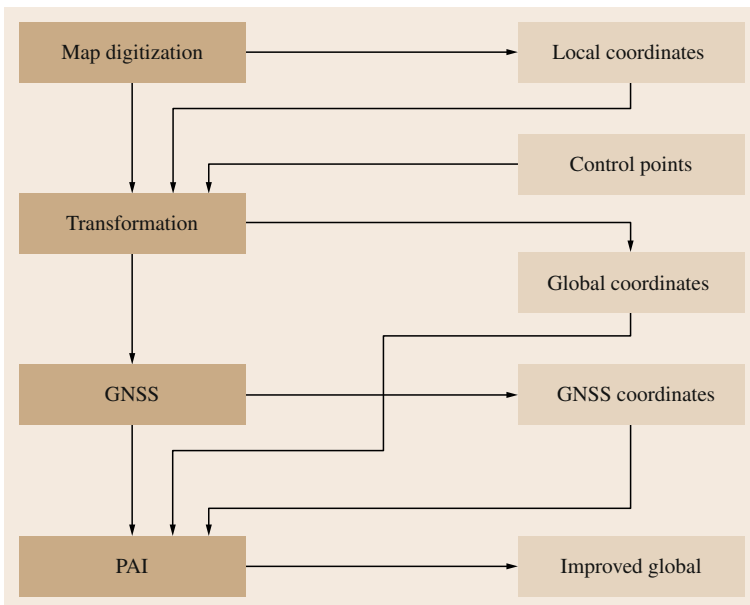 Map digitization
Local coordinates
Control points
Transformation
Global coordinates
GNSS
GNSS coordinates
PAI
Improved global